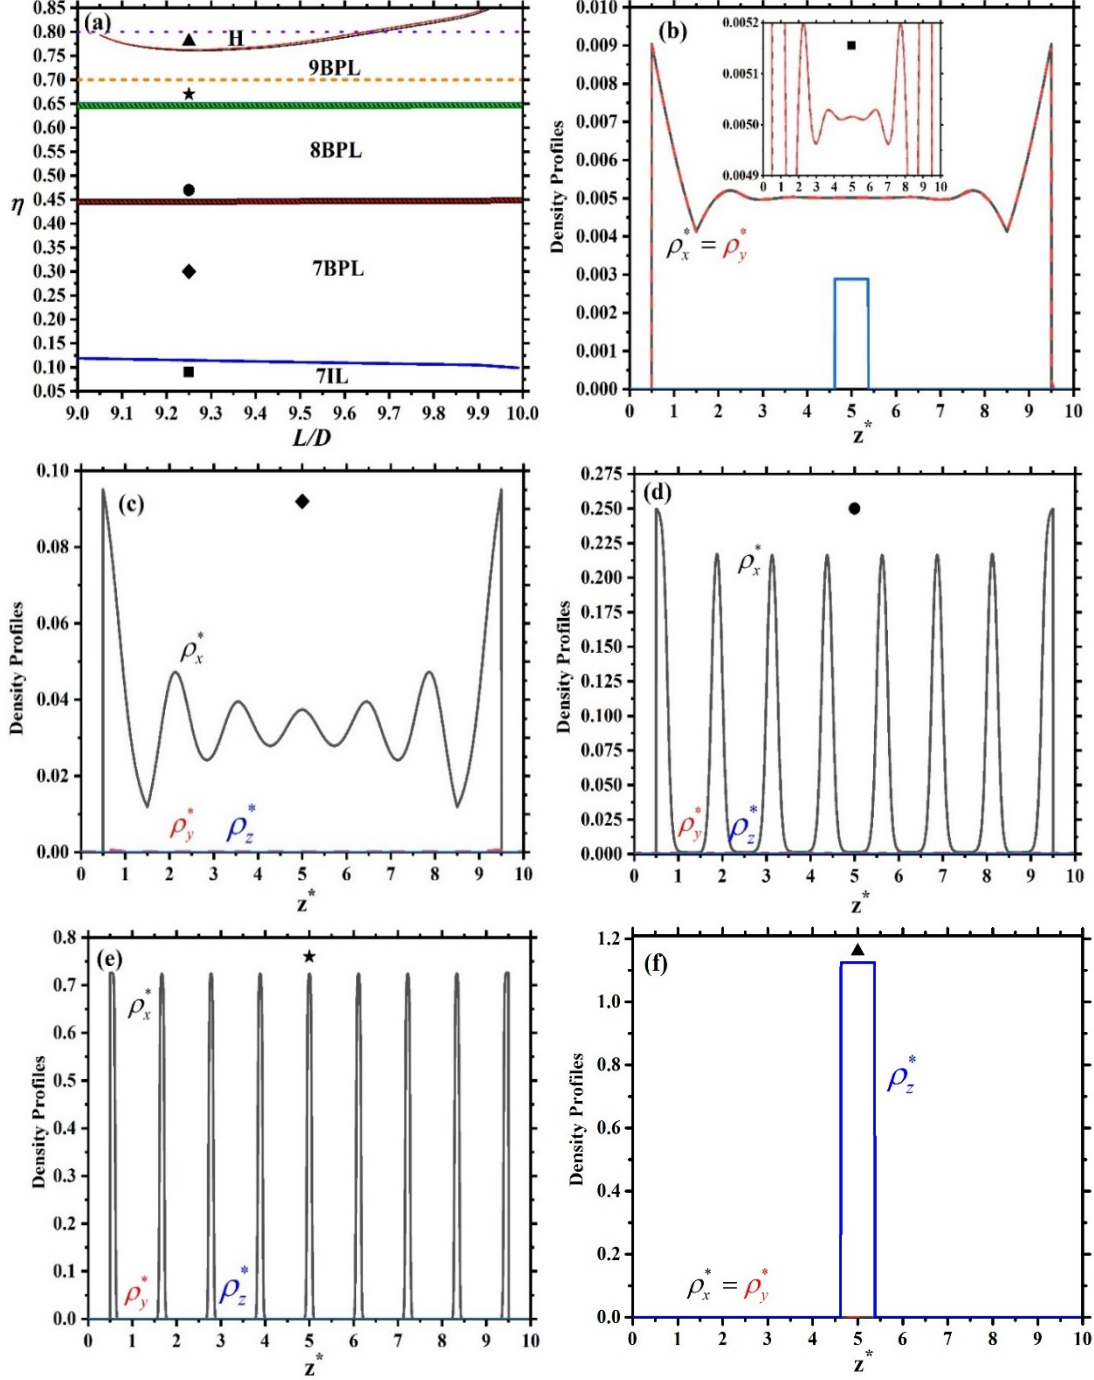 (a)
η
0.85
0.80
0.75
0.70
0.65
0.60
0.55
0.50
0.45
0.40
0.35
0.30
0.25
0.20
0.15
0.10
0.05
H
9BPL
8BPL
7BPL
7IL
9.0 9.1 9.2 9.3 9.4 9.5 9.6 9.7 9.8 9.9 10.0
L/D
(b)
Density Profiles
0.010
0.009
0.008
0.007
0.006
0.005
0.004
0.003
0.002
0.001
0.000
0.0052
0.0051
0.0050
0.0049
0 1 2 3 4 5 6 7 8 9 10
ρx* = ρy*
0 1 2 3 4 5 6 7 8 9 10
z*
(c)
Density Profiles
0.10
0.08
0.06
0.04
0.02
0.00
ρx*
ρy* ρz*
0 1 2 3 4 5 6 7 8 9 10
z*
(d)
Density Profiles
0.275
0.250
0.225
0.200
0.175
0.150
0.125
0.100
0.075
0.050
0.025
0.000
ρx*
ρy* ρz*
0 1 2 3 4 5 6 7 8 9 10
z*
(e)
Density Profiles
0.8
0.7
0.6
0.5
0.4
0.3
0.2
0.1
0.0
ρx*
ρy* ρz*
0 1 2 3 4 5 6 7 8 9 10
z*
(f)
Density Profiles
1.2
1.0
0.8
0.6
0.4
0.2
0.0
ρz*
ρx* = ρy*
0 1 2 3 4 5 6 7 8 9 10
z*